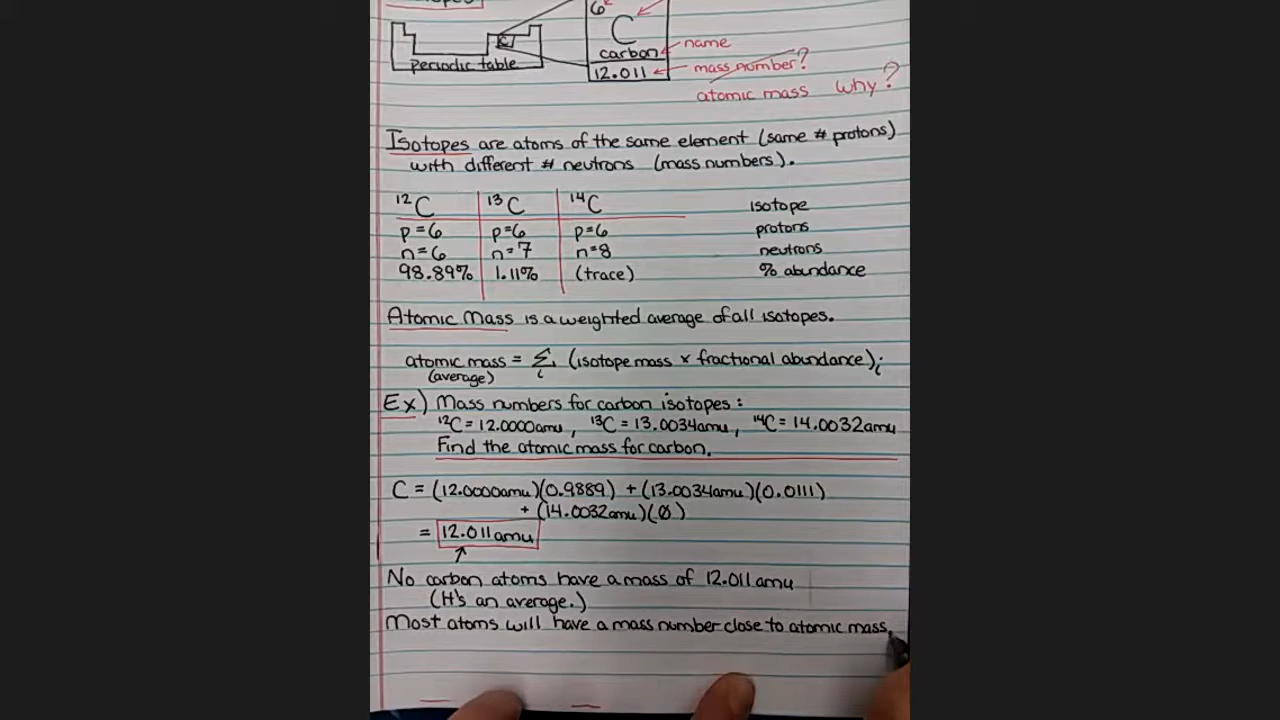 6
C
carbon name
periodic table
12.011 mass number?
atomic mass why?
Isotopes are atoms of the same element (same # protons)
with different # neutrons (mass numbers).
¹²C ¹³C ¹⁴C isotope
p=6 p=6 p=6 protons
n=6 n=7 n=8 neutrons
98.89% 1.11% (trace) % abundance
Atomic Mass is a weighted average of all isotopes.
atomic mass = Σᵢ (isotope mass × fractional abundance)ᵢ
(average)
Ex) Mass numbers for carbon isotopes:
¹²C = 12.0000amu, ¹³C = 13.0034amu, ¹⁴C = 14.0032amu
Find the atomic mass for carbon.
C = (12.0000amu)(0.9889) + (13.0034amu)(0.0111)
+ (14.0032amu)(0)
= 12.011amu
No carbon atoms have a mass of 12.011 amu
(It's an average.)
Most atoms will have a mass number close to atomic mass.